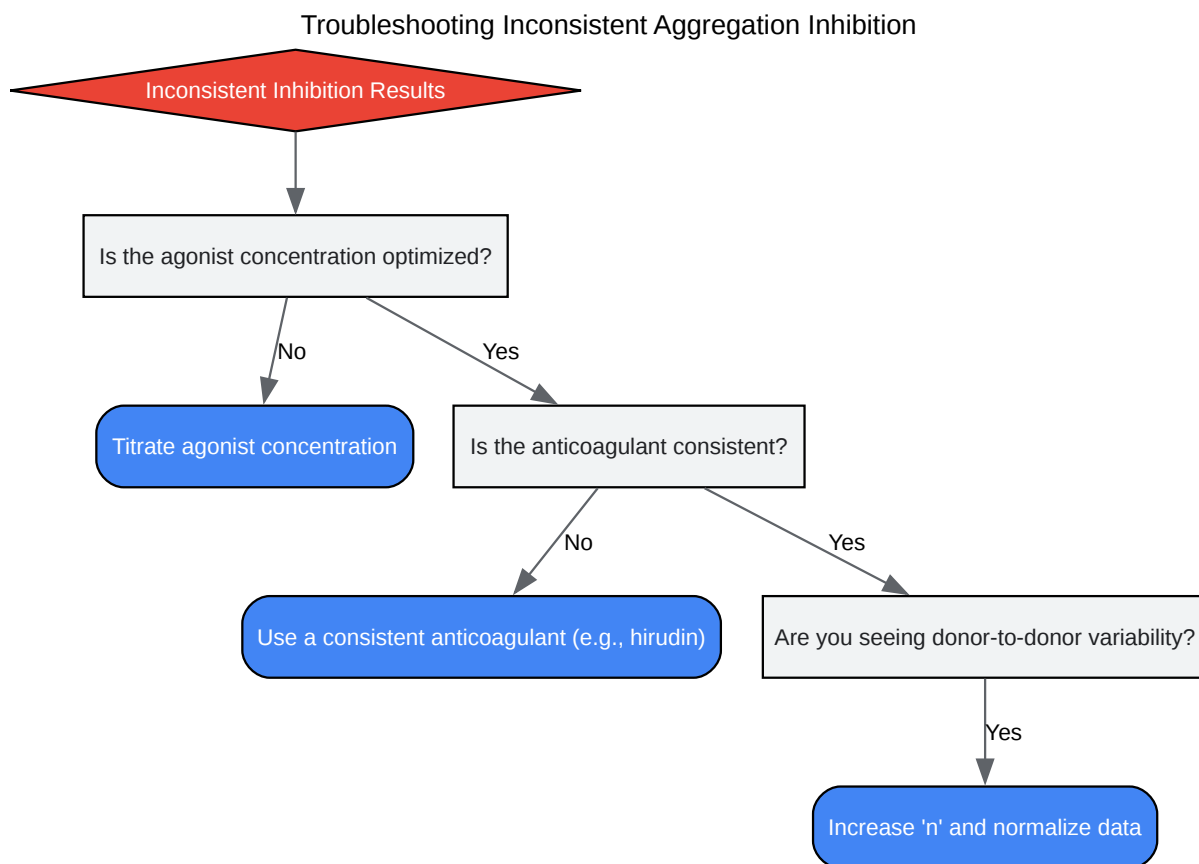 Troubleshooting Inconsistent Aggregation Inhibition
Inconsistent Inhibition Results
Is the agonist concentration optimized?
No
Yes
Titrate agonist concentration
Is the anticoagulant consistent?
No
Yes
Use a consistent anticoagulant (e.g., hirudin)
Are you seeing donor-to-donor variability?
Yes
Increase 'n' and normalize data